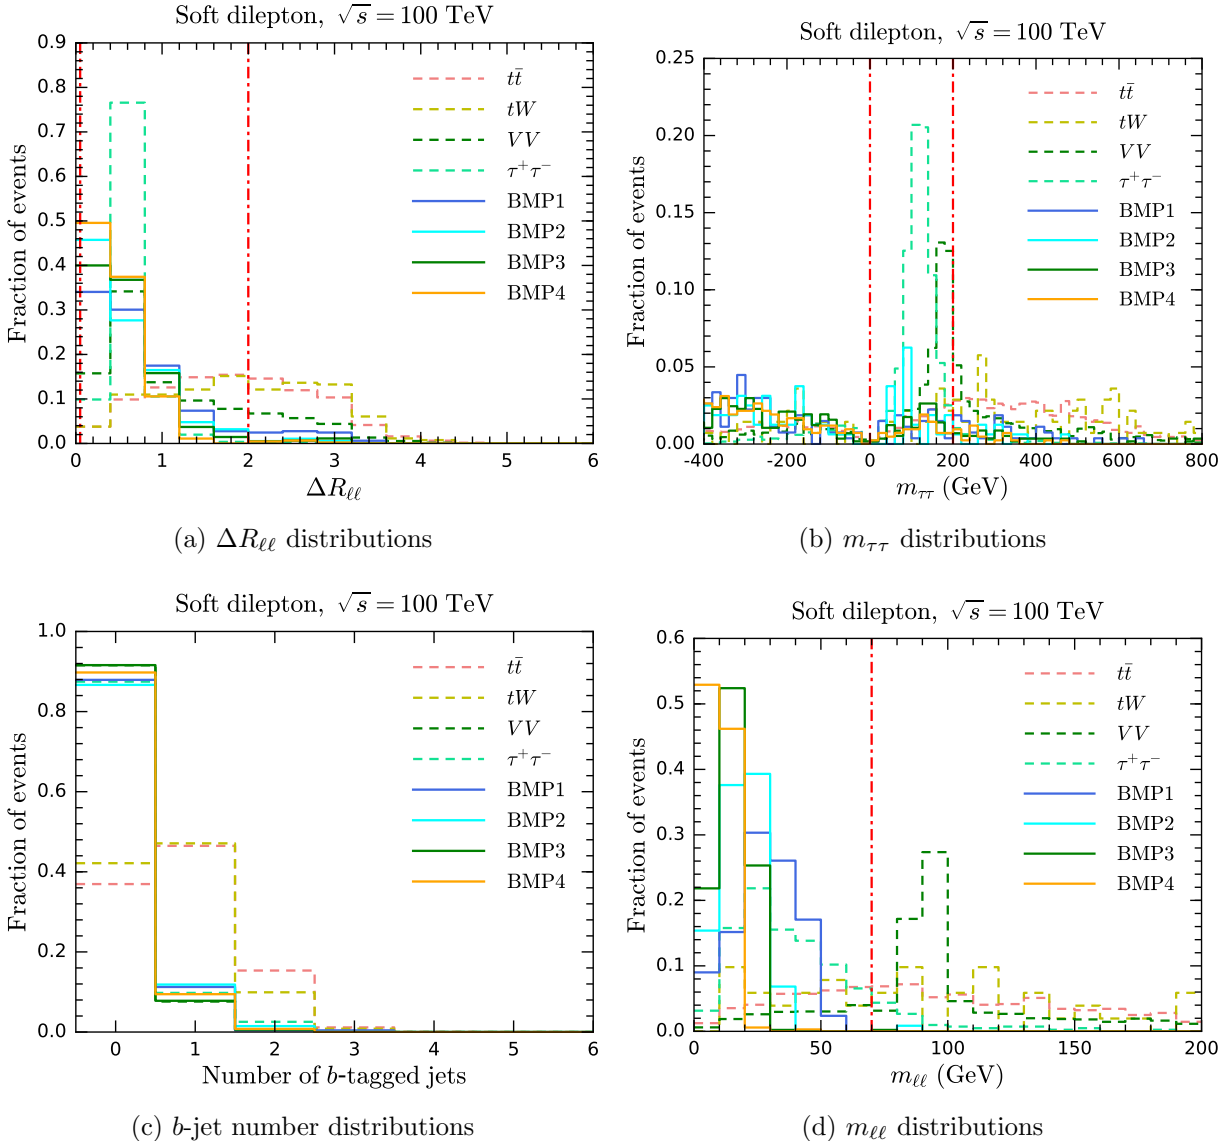 Soft dilepton, √s = 100 TeV
Fraction of events
0.9
0.8
0.7
0.6
0.5
0.4
0.3
0.2
0.1
0.0
tt̄
tW
VV
τ⁺τ⁻
BMP1
BMP2
BMP3
BMP4
0 1 2 3 4 5 6
ΔRℓℓ
(a) ΔRℓℓ distributions
Soft dilepton, √s = 100 TeV
Fraction of events
0.25
0.20
0.15
0.10
0.05
0.00
tt̄
tW
VV
τ⁺τ⁻
BMP1
BMP2
BMP3
BMP4
-400 -200 0 200 400 600 800
mττ (GeV)
(b) mττ distributions
Soft dilepton, √s = 100 TeV
Fraction of events
1.0
0.8
0.6
0.4
0.2
0.0
tt̄
tW
VV
τ⁺τ⁻
BMP1
BMP2
BMP3
BMP4
0 1 2 3 4 5 6
Number of b-tagged jets
(c) b-jet number distributions
Soft dilepton, √s = 100 TeV
Fraction of events
0.6
0.5
0.4
0.3
0.2
0.1
0.0
tt̄
tW
VV
τ⁺τ⁻
BMP1
BMP2
BMP3
BMP4
0 50 100 150 200
mℓℓ (GeV)
(d) mℓℓ distributions